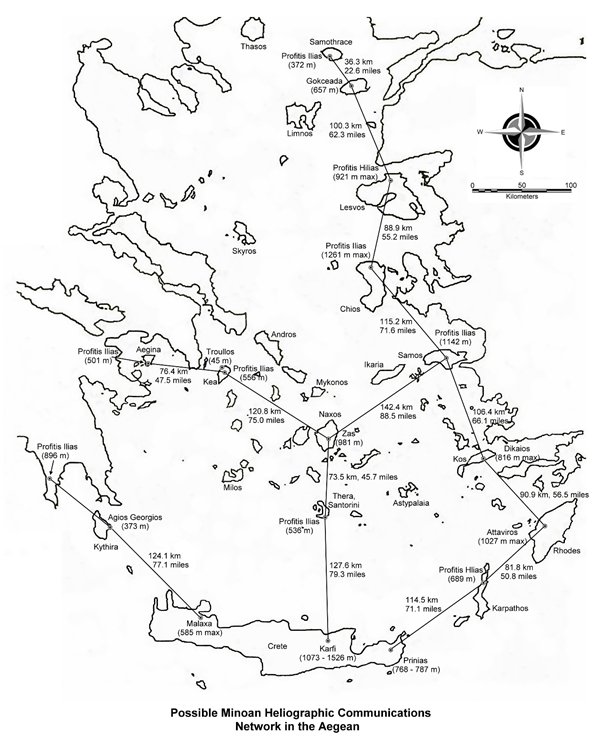 Thasos
Samothrace
Profitis Ilias
(372 m)
36.3 km
22.6 miles
Gokceada
(657 m)
Limnos
100.3 km
62.3 miles
N
W
E
S
0
50
100
Kilometers
Profitis Hilias
(921 m max)
Lesvos
88.9 km
55.2 miles
Skyros
Profitis Ilias
(1261 m max)
Chios
115.2 km
71.6 miles
Profitis Ilias
(1142 m)
Samos
Andros
Aegina
Profitis Ilias
(501 m)
76.4 km
47.5 miles
Troullos
(45 m)
Profitis Ilias
(556 m)
Kea
Ikaria
Mykonos
120.8 km
75.0 miles
Naxos
142.4 km
88.5 miles
106.4 km
66.1 miles
Zas
(981 m)
Dikaios
(816 m max)
Kos
Profitis Ilias
(896 m)
73.5 km, 45.7 miles
Milos
Thera,
Santorini
Astypalaia
90.9 km, 56.5 miles
Profitis Ilias
(536 m)
Agios Georgios
(373 m)
Kythira
Attaviros
(1027 m max)
Rhodes
124.1 km
77.1 miles
127.6 km
79.3 miles
Profitis Hlias
(689 m)
81.8 km
50.8 miles
114.5 km
71.1 miles
Karpathos
Malaxa
(585 m max)
Crete
Karfi
(1073 - 1526 m)
Prinias
(768 - 787 m)
Possible Minoan Heliographic Communications
Network in the Aegean